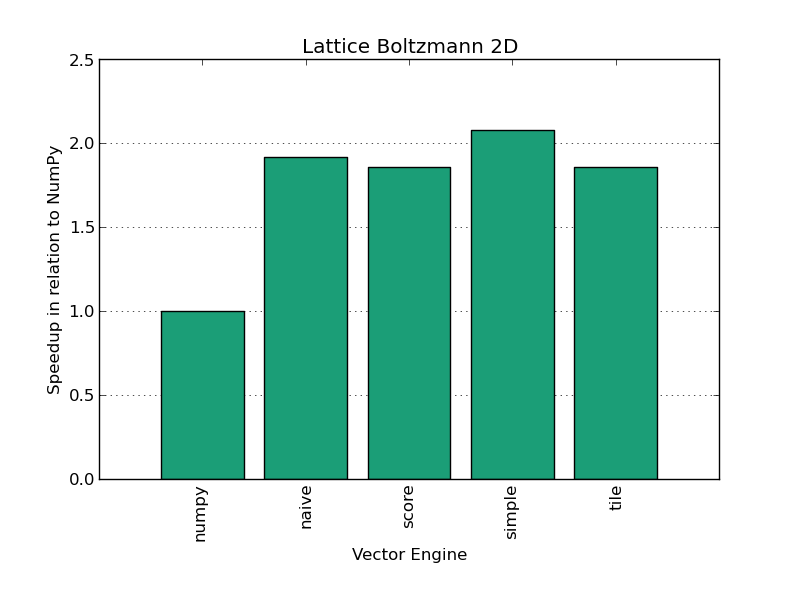 Lattice Boltzmann 2D
2.5
2.0
1.5
1.0
0.5
0.0
Speedup in relation to NumPy
numpy
naive
score
simple
tile
Vector Engine